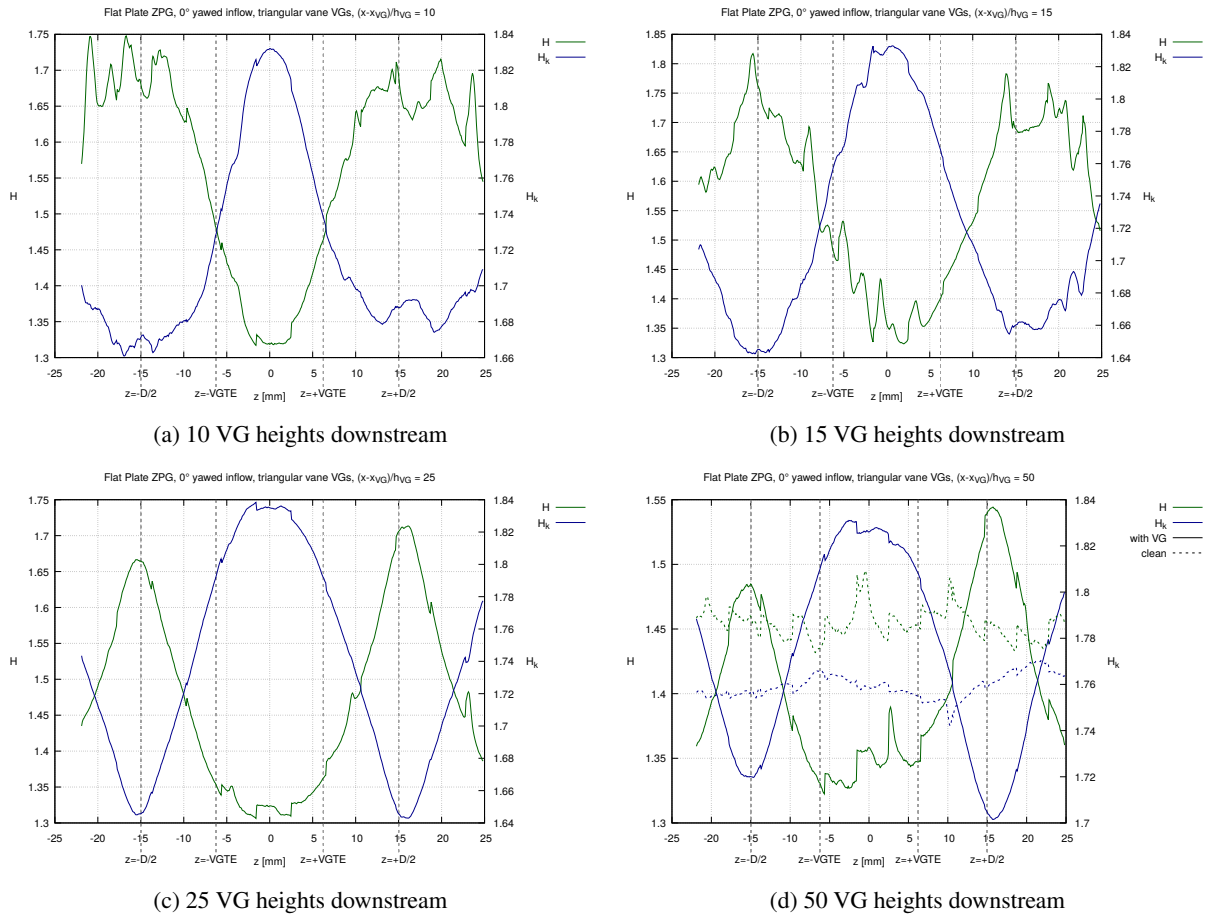 Flat Plate ZPG, 0° yawed inflow, triangular vane VGs, (x-x_VG)/h_VG = 10
1.75
1.7
1.65
1.6
1.55
1.5
1.45
1.4
1.35
1.3
H
1.84
1.82
1.8
1.78
1.76
1.74
1.72
1.7
1.68
1.66
H_k
H
H_k
-25 -20 -15 -10 -5 0 5 10 15 20 25
z=-D/2 z=-VGTE z [mm] z=+VGTE z=+D/2
(a) 10 VG heights downstream
Flat Plate ZPG, 0° yawed inflow, triangular vane VGs, (x-x_VG)/h_VG = 15
1.85
1.8
1.75
1.7
1.65
1.6
1.55
1.5
1.45
1.4
1.35
1.3
H
1.84
1.82
1.8
1.78
1.76
1.74
1.72
1.7
1.68
1.66
1.64
H_k
H
H_k
-25 -20 -15 -10 -5 0 5 10 15 20 25
z=-D/2 z=-VGTE z [mm] z=+VGTE z=+D/2
(b) 15 VG heights downstream
Flat Plate ZPG, 0° yawed inflow, triangular vane VGs, (x-x_VG)/h_VG = 25
1.75
1.7
1.65
1.6
1.55
1.5
1.45
1.4
1.35
1.3
H
1.84
1.82
1.8
1.78
1.76
1.74
1.72
1.7
1.68
1.66
1.64
H_k
H
H_k
-25 -20 -15 -10 -5 0 5 10 15 20 25
z=-D/2 z=-VGTE z [mm] z=+VGTE z=+D/2
(c) 25 VG heights downstream
Flat Plate ZPG, 0° yawed inflow, triangular vane VGs, (x-x_VG)/h_VG = 50
1.55
1.5
1.45
1.4
1.35
1.3
H
1.84
1.82
1.8
1.78
1.76
1.74
1.72
1.7
H_k
H
H_k
with VG
clean
-25 -20 -15 -10 -5 0 5 10 15 20 25
z=-D/2 z=-VGTE z [mm] z=+VGTE z=+D/2
(d) 50 VG heights downstream